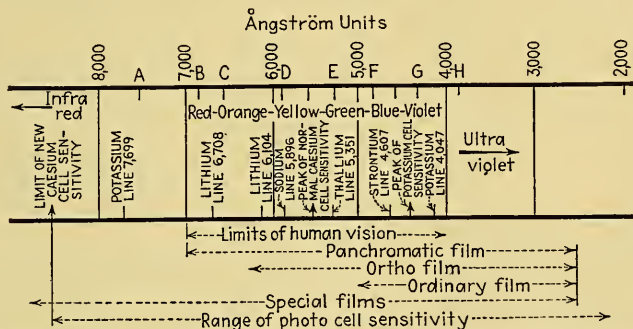 Ångström Units
8,000
7,000
6,000
5,000
4,000
3,000
2,000
A
B
C
D
E
F
G
H
Infra
red
Red-Orange-Yellow-Green-Blue-Violet
Ultra
violet
LIMIT OF NEW
CAESIUM
CELL SEN-
SITIVITY
POTASSIUM
LINE 7,699
LITHIUM
LINE 6,708
LITHIUM
LINE 6,104
SODIUM
LINE 5,896
PEAK OF NOR-
MAL CAESIUM
CELL SENSITIVITY
THALLIUM
LINE 5,351
STRONTIUM
LINE 4,607
PEAK OF
POTASSIUM CELL
SENSITIVITY
POTASSIUM
LINE 4,047
Limits of human vision
Panchromatic film
Ortho film
Ordinary film
Special films
Range of photo cell sensitivity